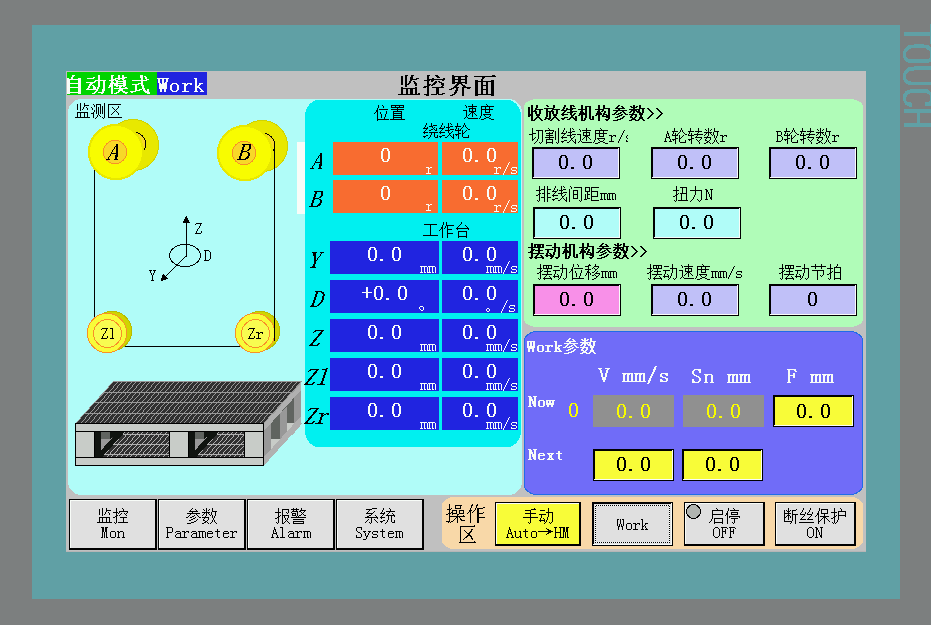 TOUCH
自动模式 Work
监控界面
监测区
A
B
Z
D
Y
Zl
Zr
位置 速度
绕线轮
A 0 r 0.0 r/s
B 0 r 0.0 r/s
工作台
Y 0.0 mm 0.0 mm/s
D +0.0 ° 0.0 °/s
Z 0.0 mm 0.0 mm/s
Zl 0.0 mm 0.0 mm/s
Zr 0.0 mm 0.0 mm/s
收放线机构参数>>
切割线速度r/s A轮转数r B轮转数r
0.0 0.0 0.0
排线间距mm 扭力N
0.0 0.0
摆动机构参数>>
摆动位移mm 摆动速度mm/s 摆动节拍
0.0 0.0 0
Work参数
V mm/s Sn mm F mm
Now 0 0.0 0.0 0.0
Next 0.0 0.0
监控
Mon
参数
Parameter
报警
Alarm
系统
System
操作
区
手动
Auto→HM
Work
启停
OFF
断丝保护
ON